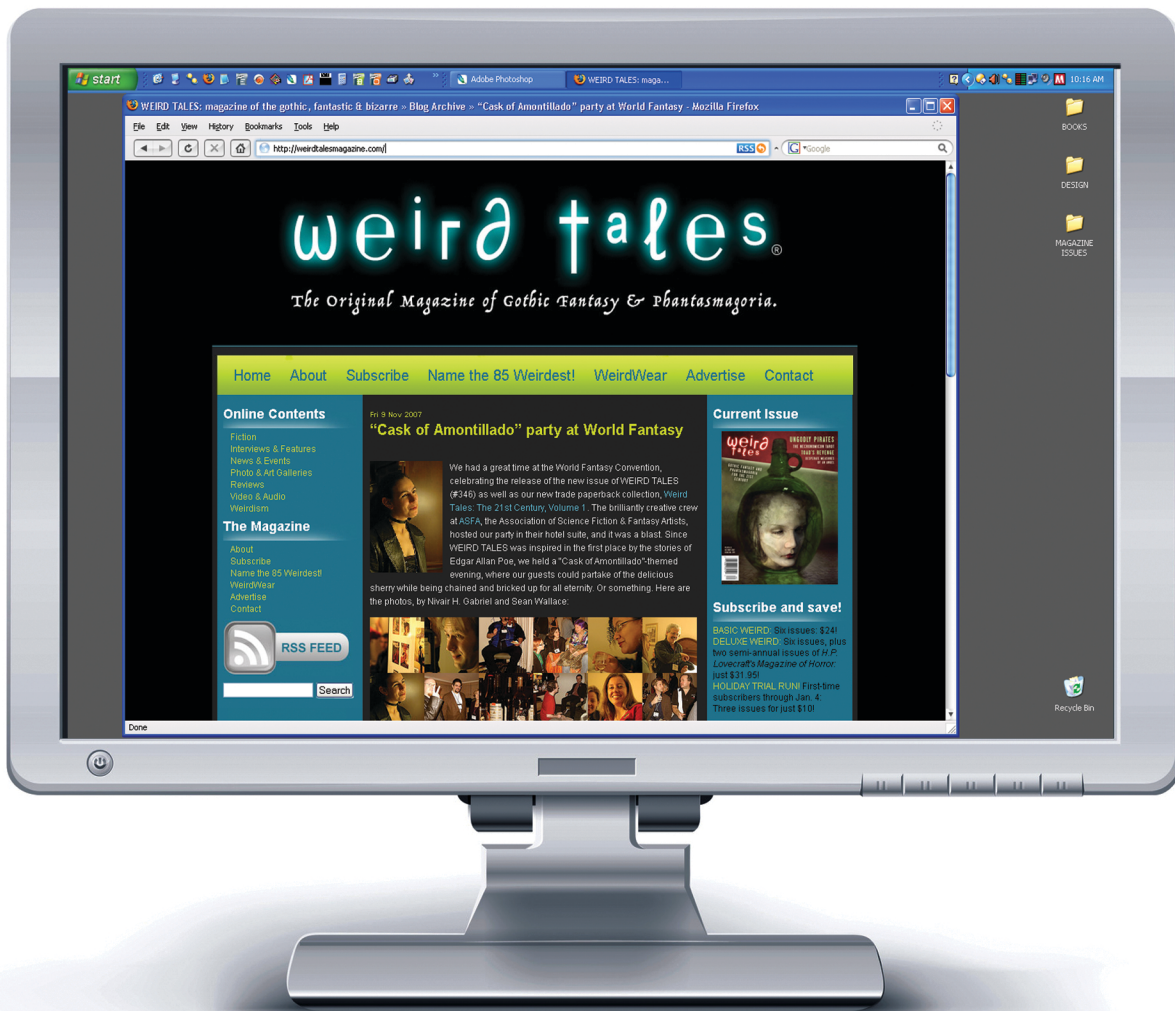 start
Adobe Photoshop
WEIRD TALES: maga...
10:16 AM
WEIRD TALES: magazine of the gothic, fantastic & bizarre » Blog Archive » “Cask of Amontillado” party at World Fantasy - Mozilla Firefox
File Edit View History Bookmarks Tools Help
http://weirdtalesmagazine.com/
RSS
Google
BOOKS
DESIGN
MAGAZINE
ISSUES
Recycle Bin
weird tales®
The Original Magazine of Gothic Fantasy & Phantasmagoria.
Home About Subscribe Name the 85 Weirdest! WeirdWear Advertise Contact
Online Contents
Fiction
Interviews & Features
News & Events
Photo & Art Galleries
Reviews
Video & Audio
Weirdism
The Magazine
About
Subscribe
Name the 85 Weirdest!
WeirdWear
Advertise
Contact
RSS FEED
Search
Fri 9 Nov 2007
“Cask of Amontillado” party at World Fantasy
We had a great time at the World Fantasy Convention,
celebrating the release of the new issue of WEIRD TALES
(#346) as well as our new trade paperback collection, Weird
Tales: The 21st Century, Volume 1. The brilliantly creative crew
at ASFA, the Association of Science Fiction & Fantasy Artists,
hosted our party in their hotel suite, and it was a blast. Since
WEIRD TALES was inspired in the first place by the stories of
Edgar Allan Poe, we held a "Cask of Amontillado"-themed
evening, where our guests could partake of the delicious
sherry while being chained and bricked up for all eternity. Or something. Here are
the photos, by Nivair H. Gabriel and Sean Wallace:
Current Issue
weird tales
UNGODLY PIRATES
Subscribe and save!
BASIC WEIRD: Six issues: $24!
DELUXE WEIRD: Six issues, plus
two semi-annual issues of H.P.
Lovecraft's Magazine of Horror:
just $31.95!
HOLIDAY TRIAL RUN! First-time
subscribers through Jan. 4:
Three issues for just $10!
Done